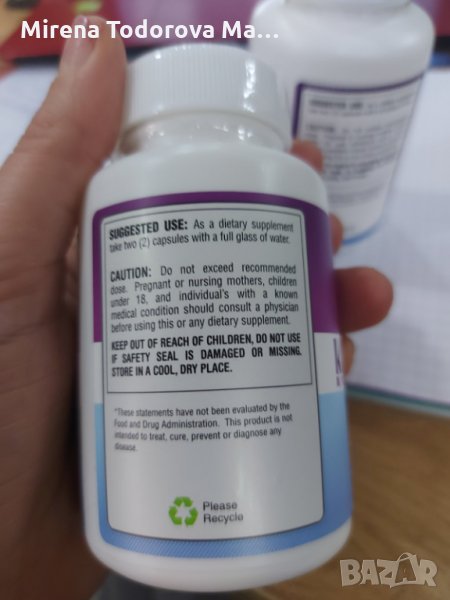 Mirena Todorova Ma...
SUGGESTED USE: As a dietary supplement
take two (2) capsules with a full glass of water.
CAUTION: Do not exceed recommended
dose. Pregnant or nursing mothers, children
under 18, and individual's with a known
medical condition should consult a physician
before using this or any dietary supplement.
KEEP OUT OF REACH OF CHILDREN, DO NOT USE
IF SAFETY SEAL IS DAMAGED OR MISSING.
STORE IN A COOL, DRY PLACE.
*These statements have not been evaluated by the
Food and Drug Administration. This product is not
intended to treat, cure, prevent or diagnose any
disease.
Please
Recycle
BAZAR